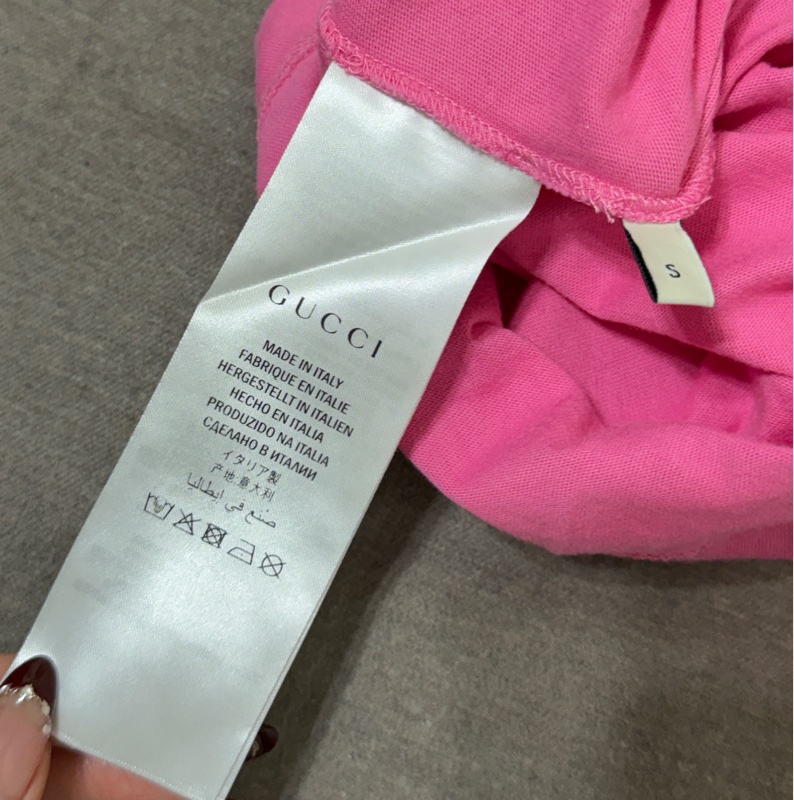 GUCCI
MADE IN ITALY
FABRIQUE EN ITALIE
HERGESTELLT IN ITALIEN
HECHO EN ITALIA
PRODUZIDO NA ITALIA
СДЕЛАНО В ИТАЛИИ
イタリア製
产地:意大利
صنع في إيطاليا
S